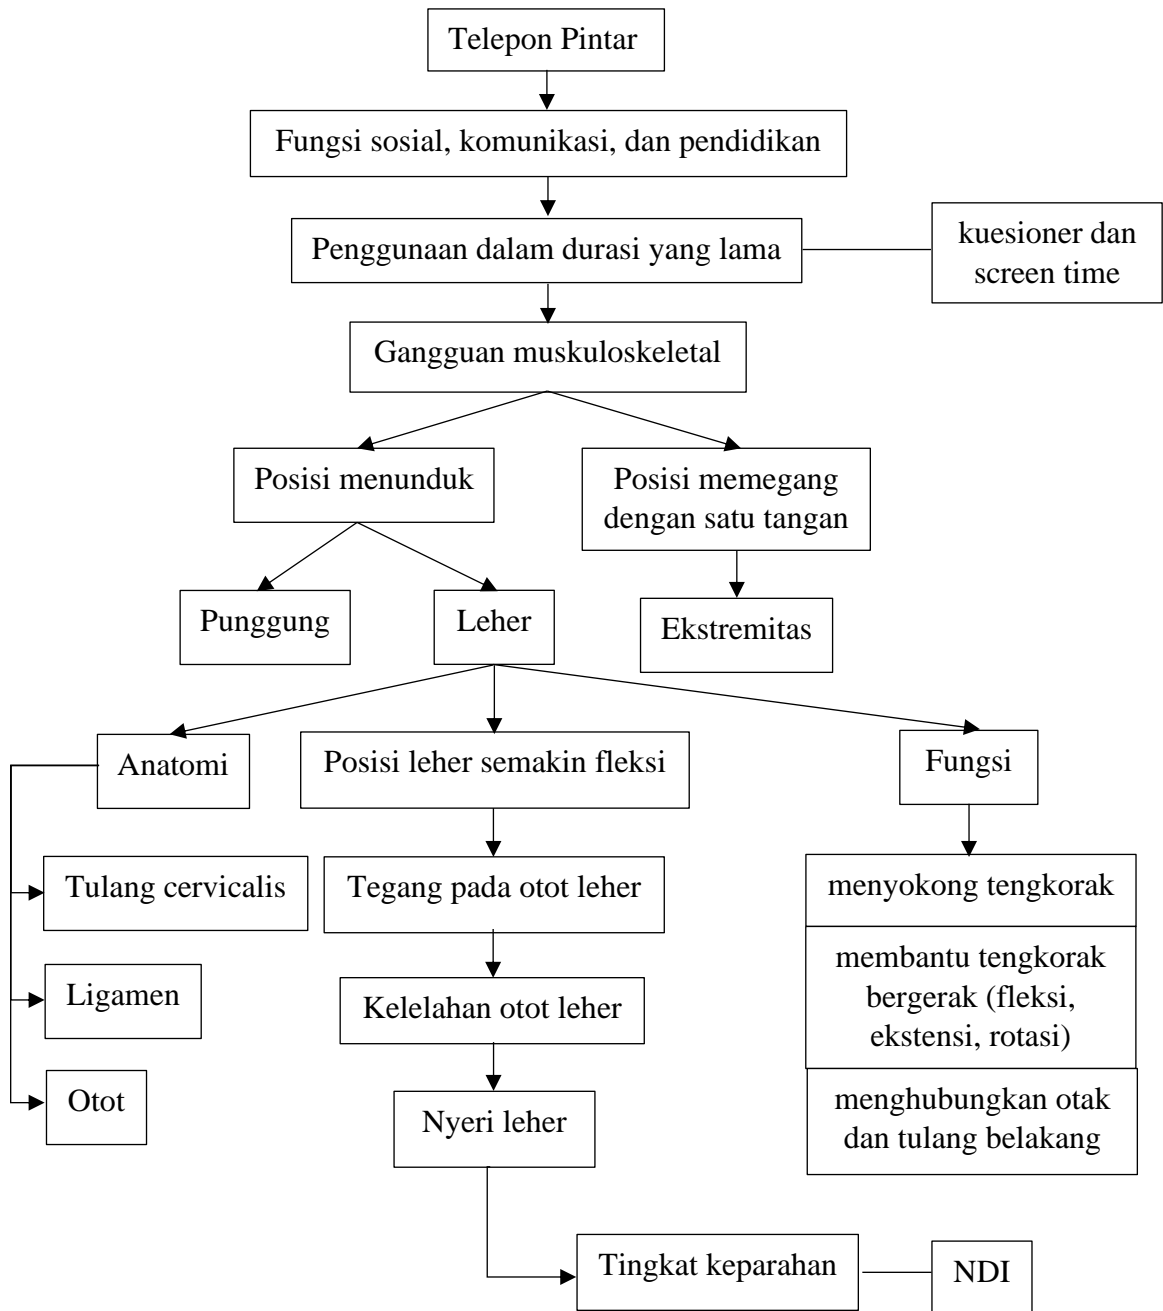 Telepon Pintar
Fungsi sosial, komunikasi, dan pendidikan
Penggunaan dalam durasi yang lama
kuesioner dan
screen time
Gangguan muskuloskeletal
Posisi menunduk
Posisi memegang
dengan satu tangan
Punggung
Leher
Ekstremitas
Anatomi
Posisi leher semakin fleksi
Fungsi
Tulang cervicalis
Tegang pada otot leher
menyokong tengkorak
Ligamen
Kelelahan otot leher
membantu tengkorak
bergerak (fleksi,
ekstensi, rotasi)
Otot
Nyeri leher
menghubungkan otak
dan tulang belakang
Tingkat keparahan
NDI